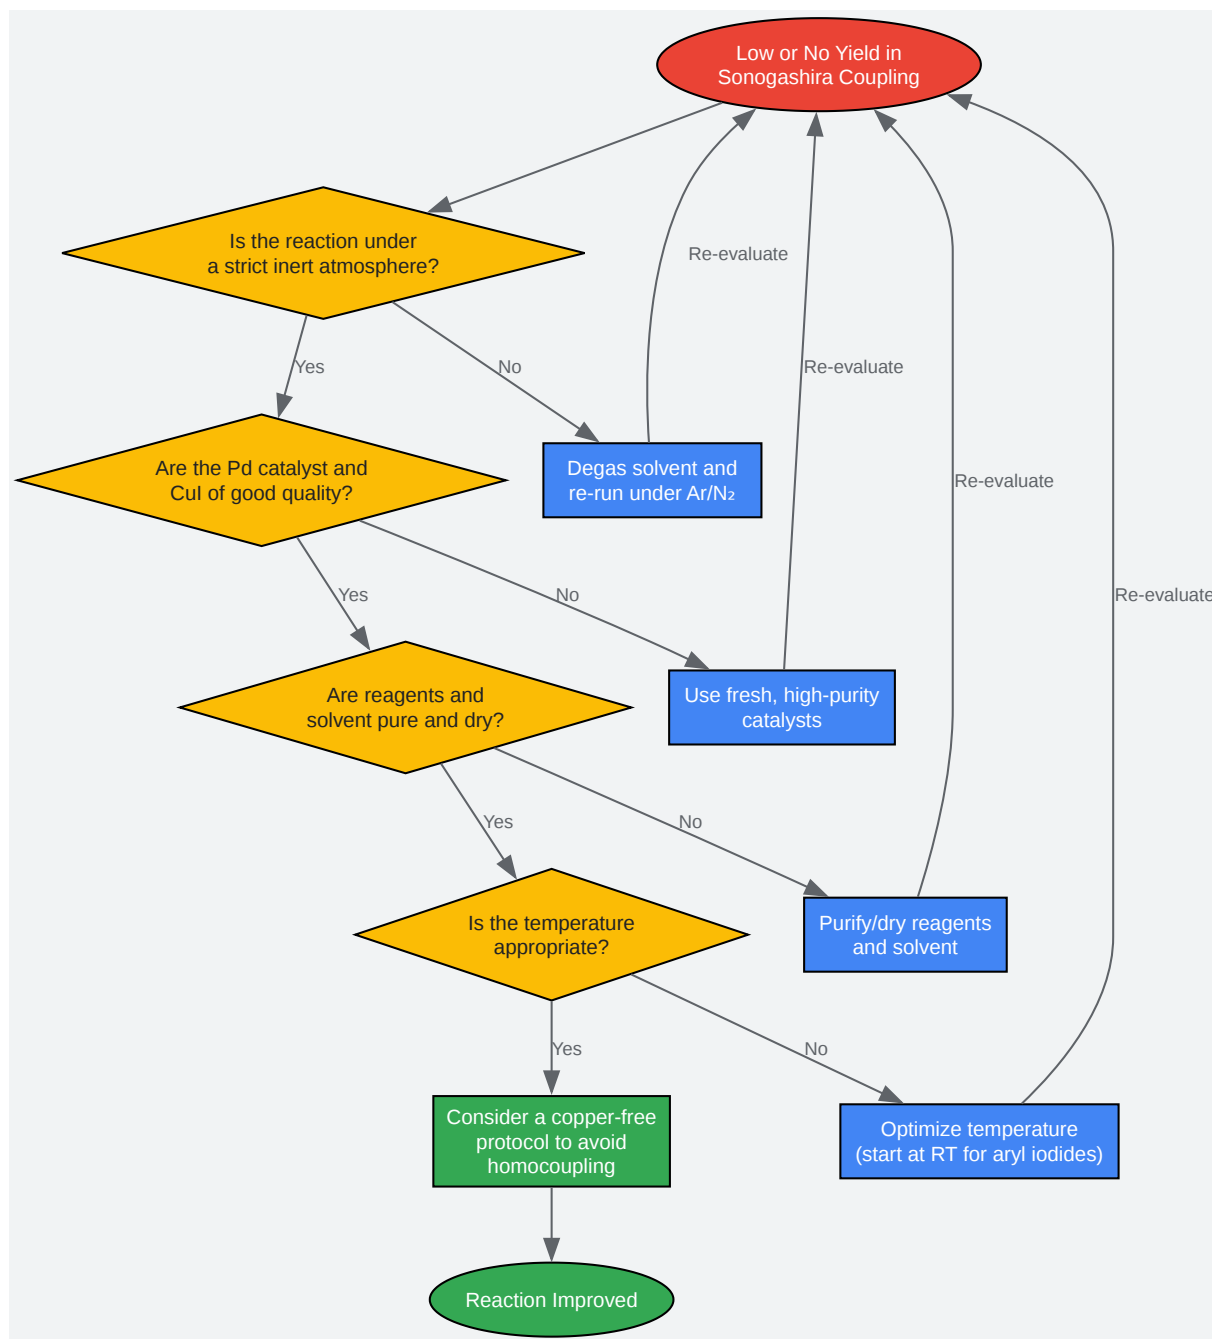 Low or No Yield in
Sonogashira Coupling
Is the reaction under
a strict inert atmosphere?
Re-evaluate
Yes
No
Re-evaluate
Are the Pd catalyst and
CuI of good quality?
Degas solvent and
re-run under Ar/N₂
Re-evaluate
Yes
No
Re-evaluate
Are reagents and
solvent pure and dry?
Use fresh, high-purity
catalysts
Yes
No
Is the temperature
appropriate?
Purify/dry reagents
and solvent
Yes
No
Consider a copper-free
protocol to avoid
homocoupling
Optimize temperature
(start at RT for aryl iodides)
Reaction Improved